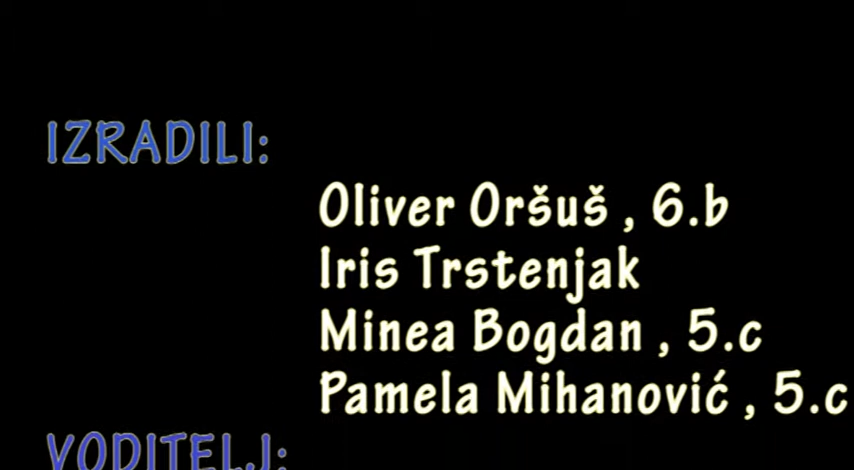 IZRADILI:
Oliver Oršuš , 6.b
Iris Trstenjak
Minea Bogdan , 5.c
Pamela Mihanović , 5.c
VODITELJ: